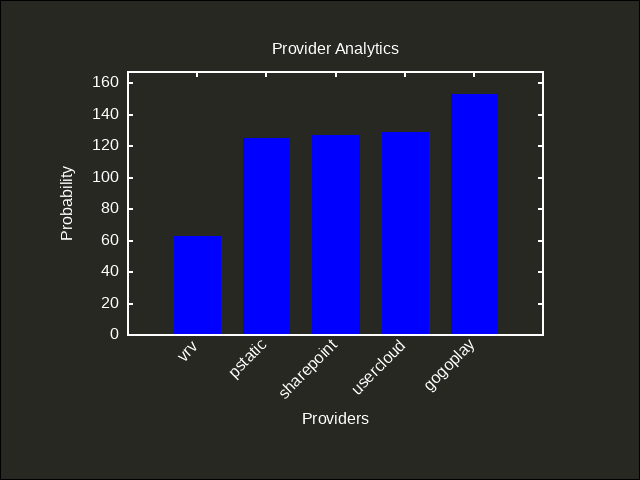 Provider Analytics
160
140
120
100
80
60
40
20
0
Probability
vrv
pstatic
sharepoint
usercloud
gogoplay
Providers